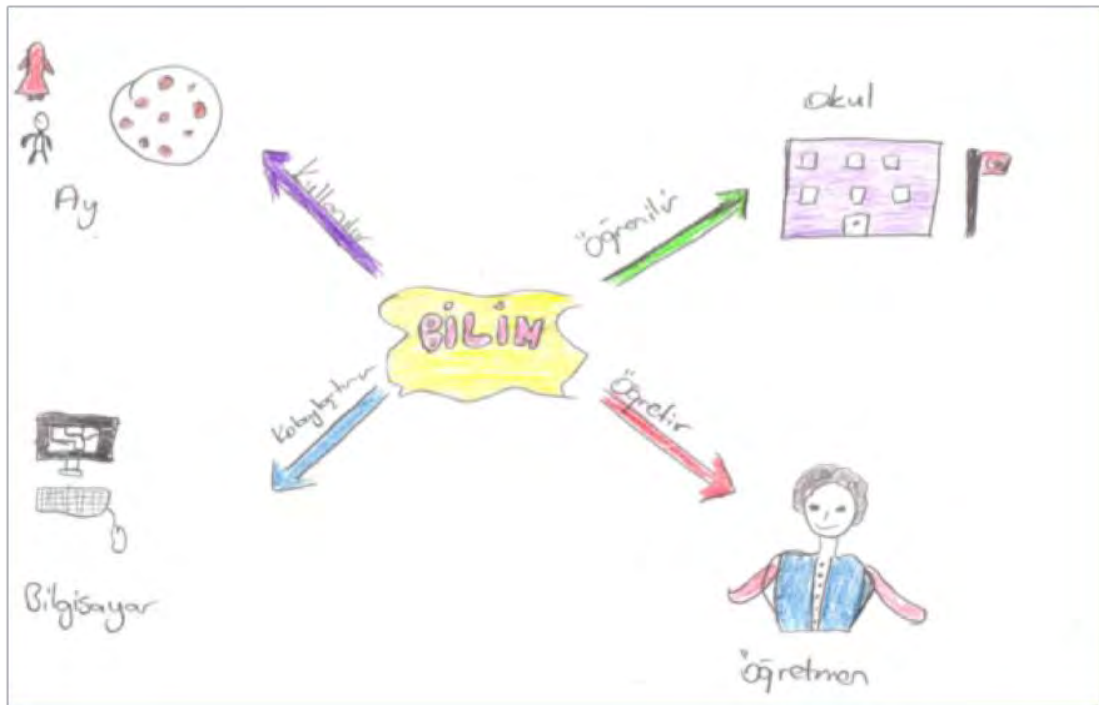 Okul
Ay
Kullanılır
Öğrenilir
BİLİM
Kolaylaştırır
Öğretir
Bilgisayar
Öğretmen